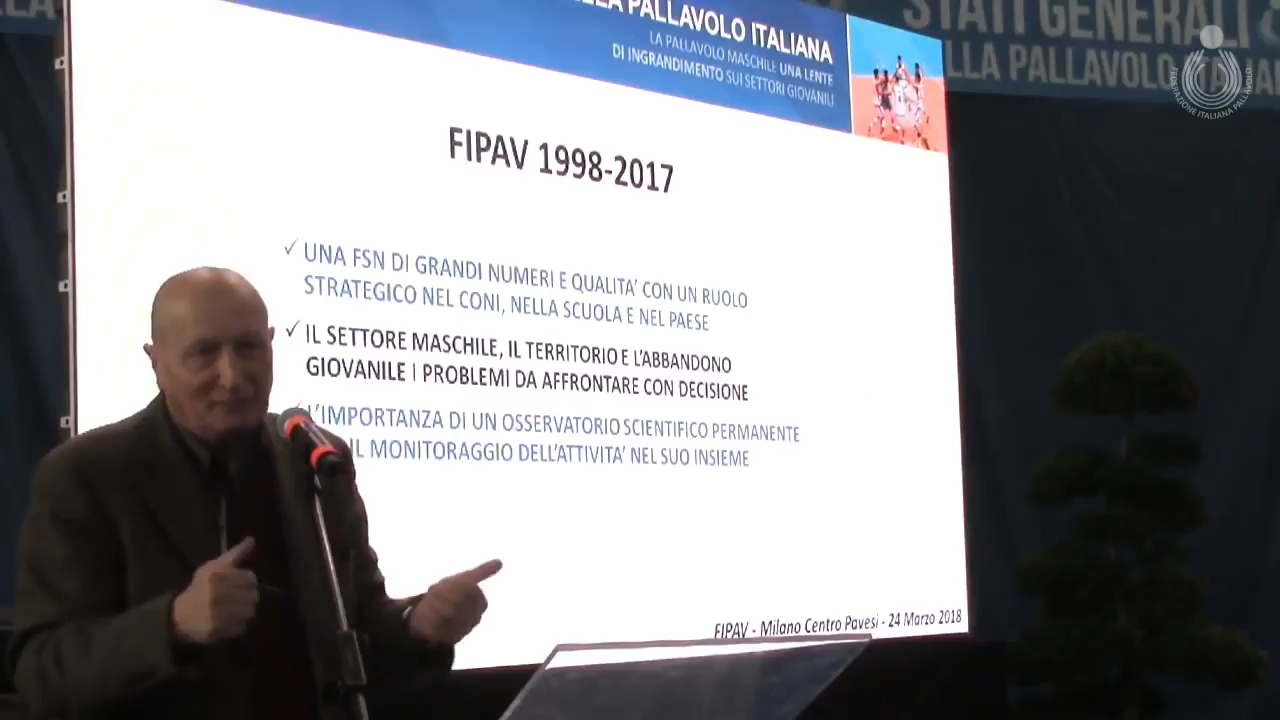 STATI GENERALI
LLA PALLAVOLO ITALIANA
LA PALLAVOLO MASCHILE UNA LENTE
DI INGRANDIMENTO SUI SETTORI GIOVANILI
FEDERAZIONE ITALIANA PALLAVOLO
FIPAV 1998-2017
✓ UNA FSN DI GRANDI NUMERI E QUALITA’ CON UN RUOLO
STRATEGICO NEL CONI, NELLA SCUOLA E NEL PAESE
✓ IL SETTORE MASCHILE, IL TERRITORIO E L’ABBANDONO
GIOVANILE I PROBLEMI DA AFFRONTARE CON DECISIONE
L’IMPORTANZA DI UN OSSERVATORIO SCIENTIFICO PERMANENTE
IL MONITORAGGIO DELL’ATTIVITA’ NEL SUO INSIEME
FIPAV - Milano Centro Pavesi - 24 Marzo 2018